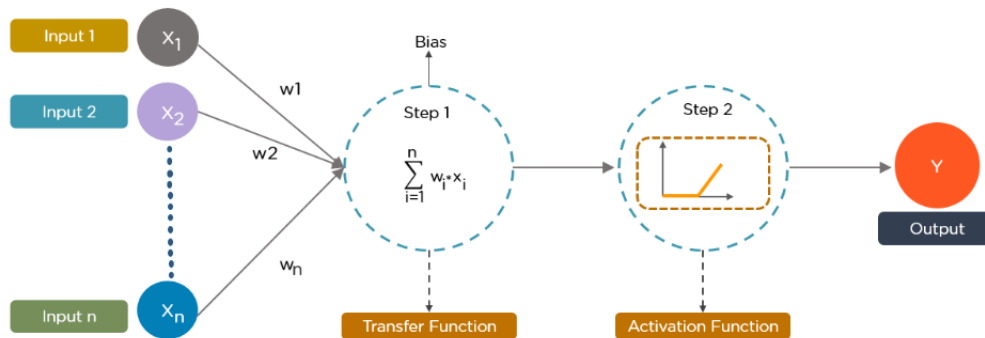 Input 1
X1
Input 2
X2
Input n
Xn
w1
w2
wn
Bias
Step 1
n
∑ wi*xi
i=1
Transfer Function
Step 2
Activation Function
Y
Output